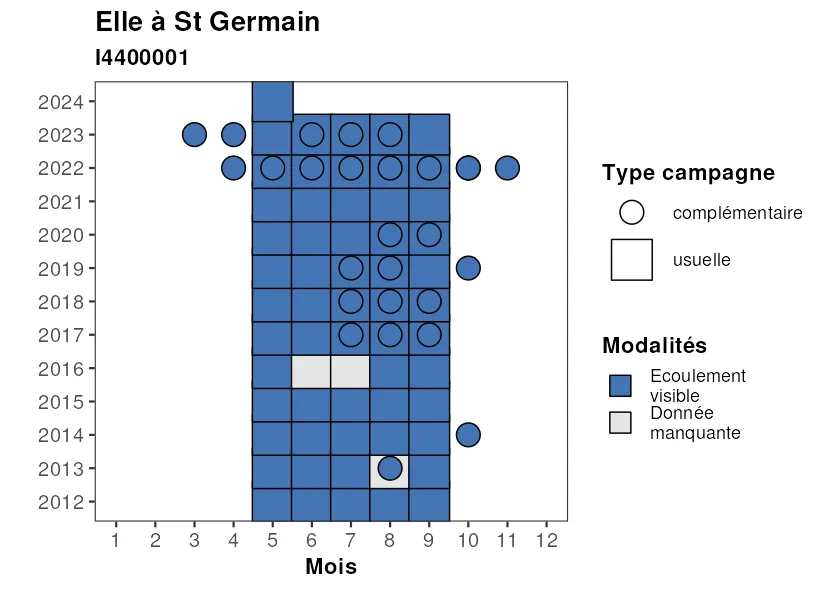 Elle à St Germain
I4400001
2024
2023
2022
2021
2020
2019
2018
2017
2016
2015
2014
2013
2012
1 2 3 4 5 6 7 8 9 10 11 12
Mois
Type campagne
complémentaire
usuelle
Modalités
Ecoulement
visible
Donnée
manquante